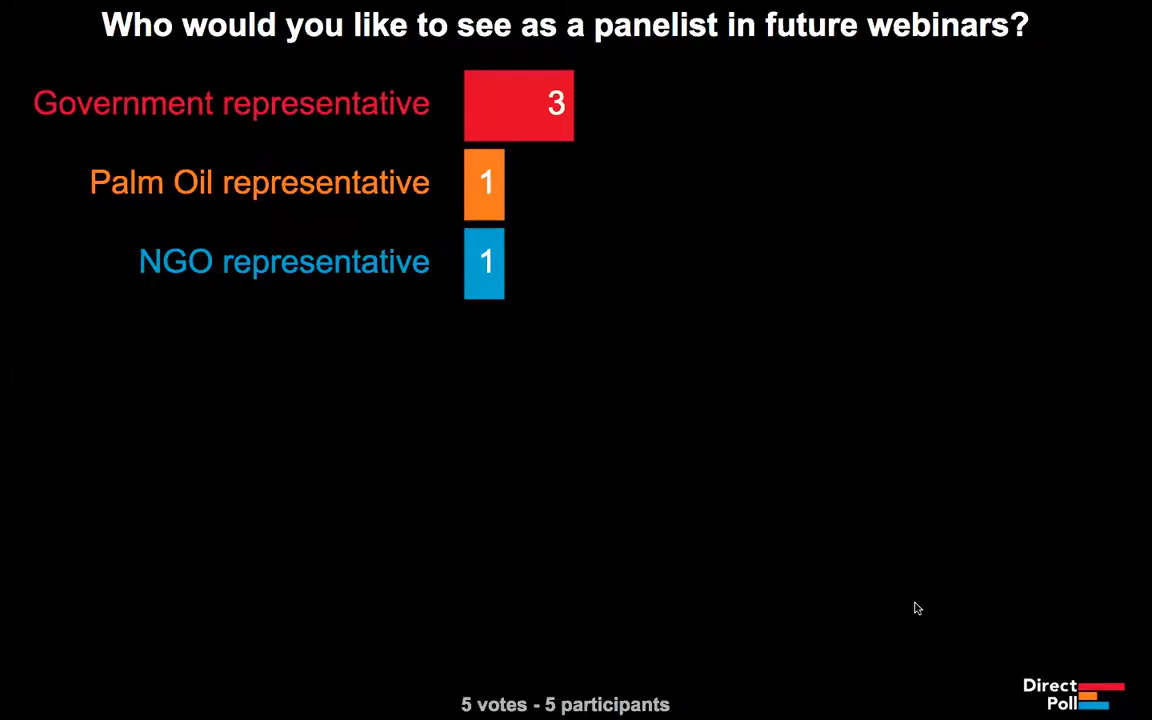 Who would you like to see as a panelist in future webinars?
Government representative 3
Palm Oil representative 1
NGO representative 1
5 votes - 5 participants
Direct
Poll